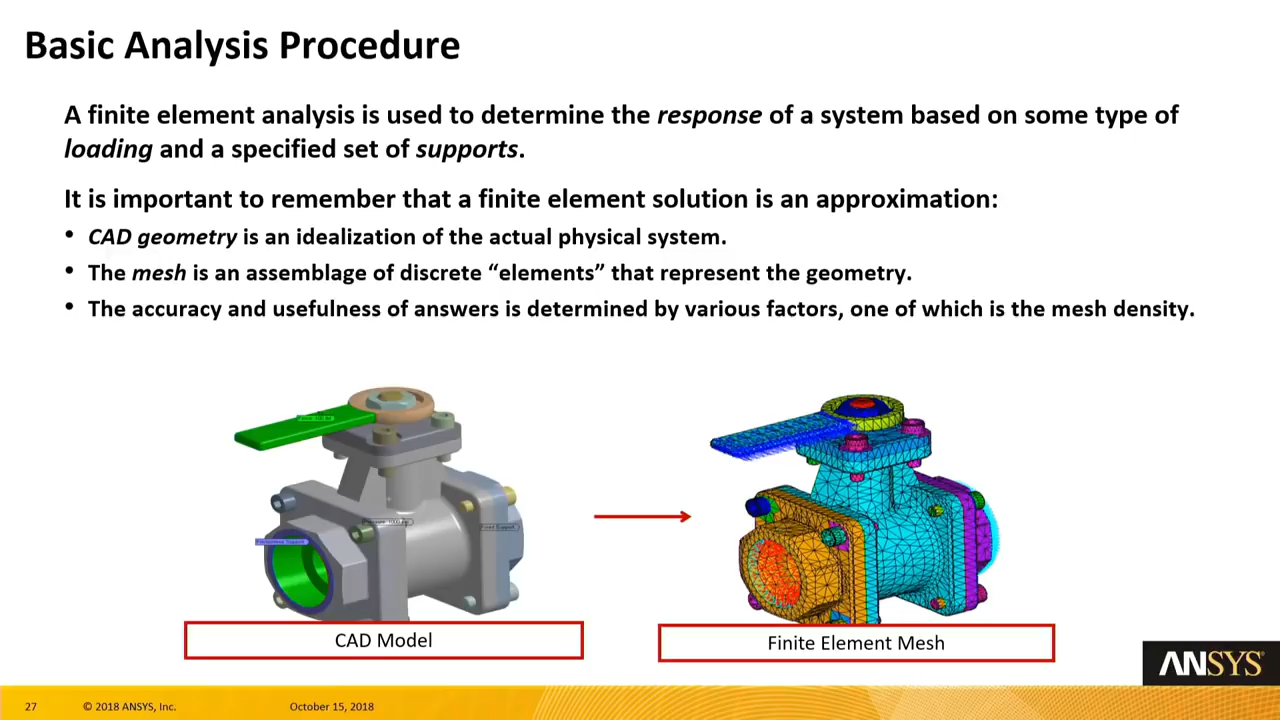 Basic Analysis Procedure
A finite element analysis is used to determine the response of a system based on some type of
loading and a specified set of supports.
It is important to remember that a finite element solution is an approximation:
• CAD geometry is an idealization of the actual physical system.
• The mesh is an assemblage of discrete “elements” that represent the geometry.
• The accuracy and usefulness of answers is determined by various factors, one of which is the mesh density.
Frictionless Support
Fixed Support
CAD Model
Finite Element Mesh
ANSYS
27
© 2018 ANSYS, Inc.
October 15, 2018